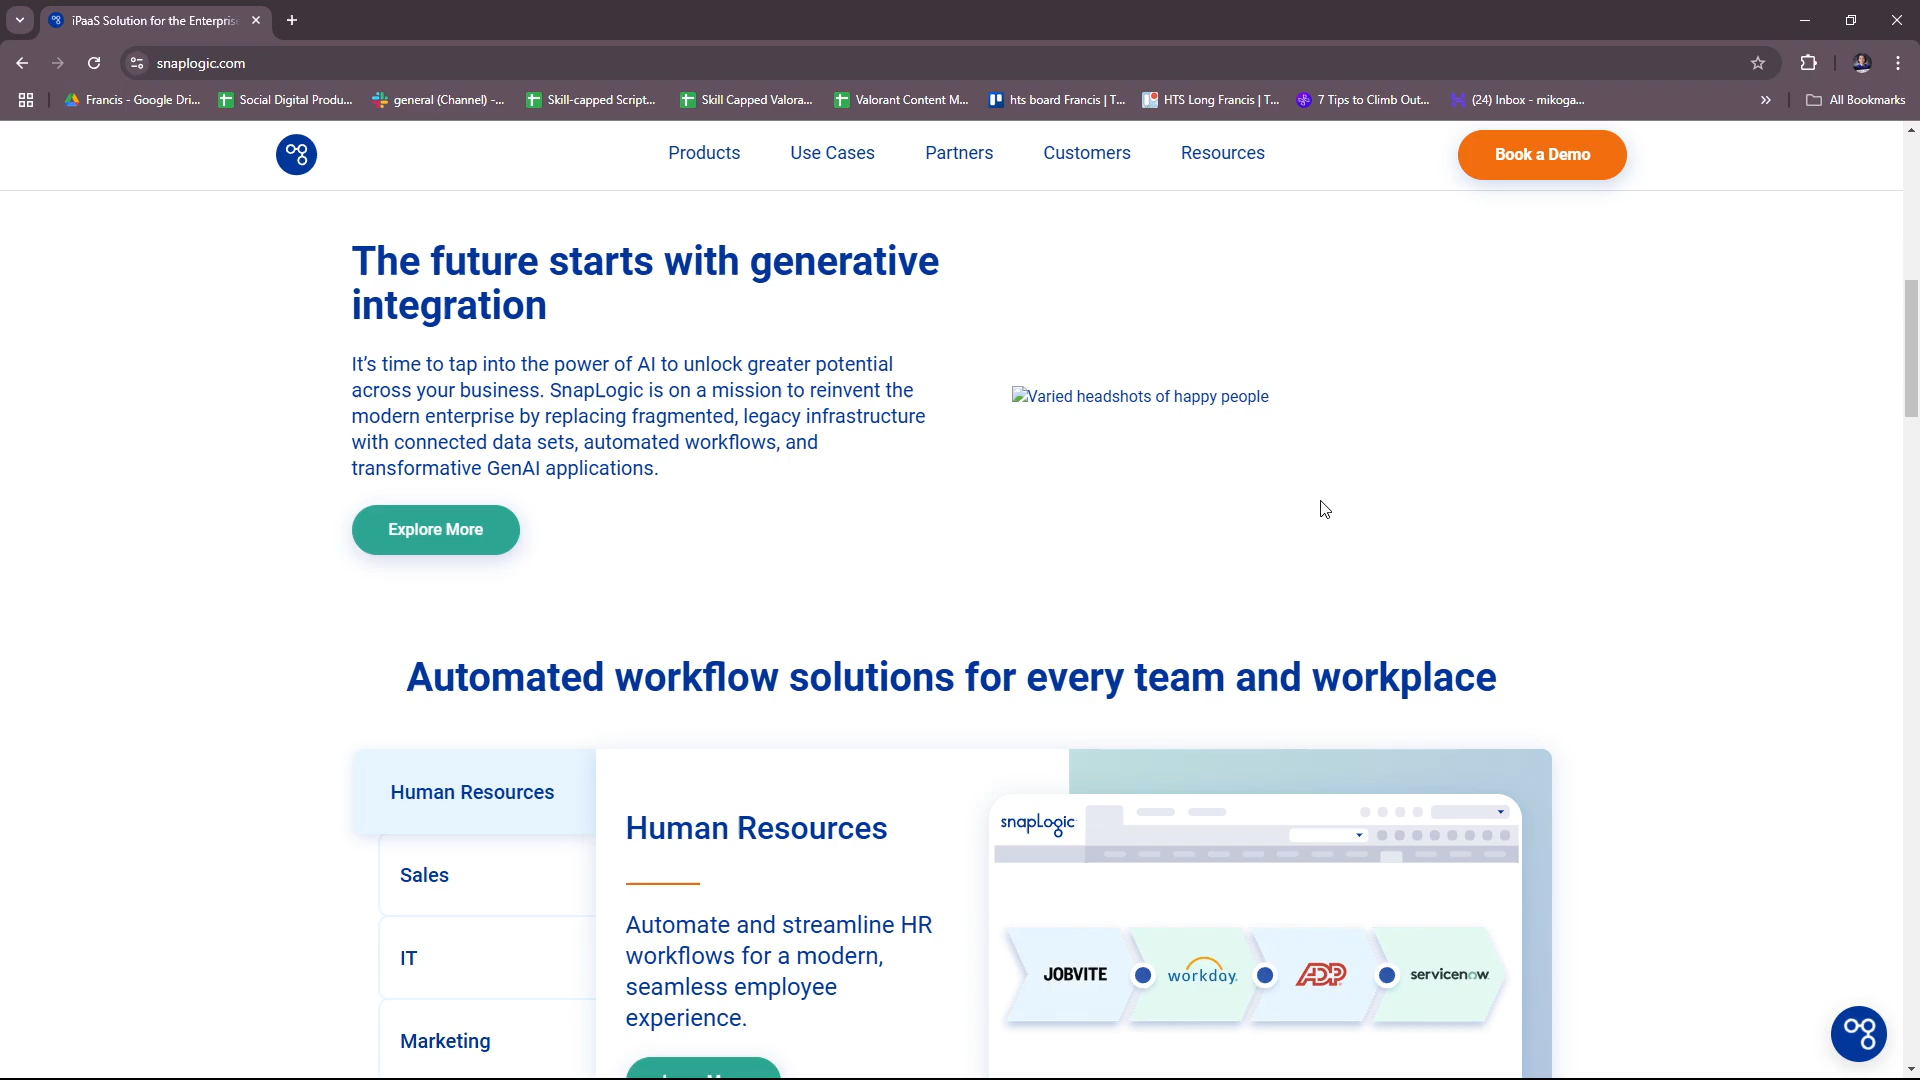 iPaaS Solution for the Enterpris
snaplogic.com
Francis - Google Dri...
Social Digital Produ...
general (Channel) -...
Skill-capped Script...
Skill Capped Valora...
Valorant Content M...
hts board Francis | T...
HTS Long Francis | T...
7 Tips to Climb Out...
(24) Inbox - mikoga...
»
All Bookmarks
Products
Use Cases
Partners
Customers
Resources
Book a Demo
The future starts with generative
integration
It's time to tap into the power of AI to unlock greater potential
across your business. SnapLogic is on a mission to reinvent the
modern enterprise by replacing fragmented, legacy infrastructure
with connected data sets, automated workflows, and
transformative GenAI applications.
Varied headshots of happy people
Explore More
Automated workflow solutions for every team and workplace
Human Resources
Sales
IT
Marketing
Human Resources
Automate and streamline HR
workflows for a modern,
seamless employee
experience.
snapLogic
JOBVITE
workday.
ADP
servicenow